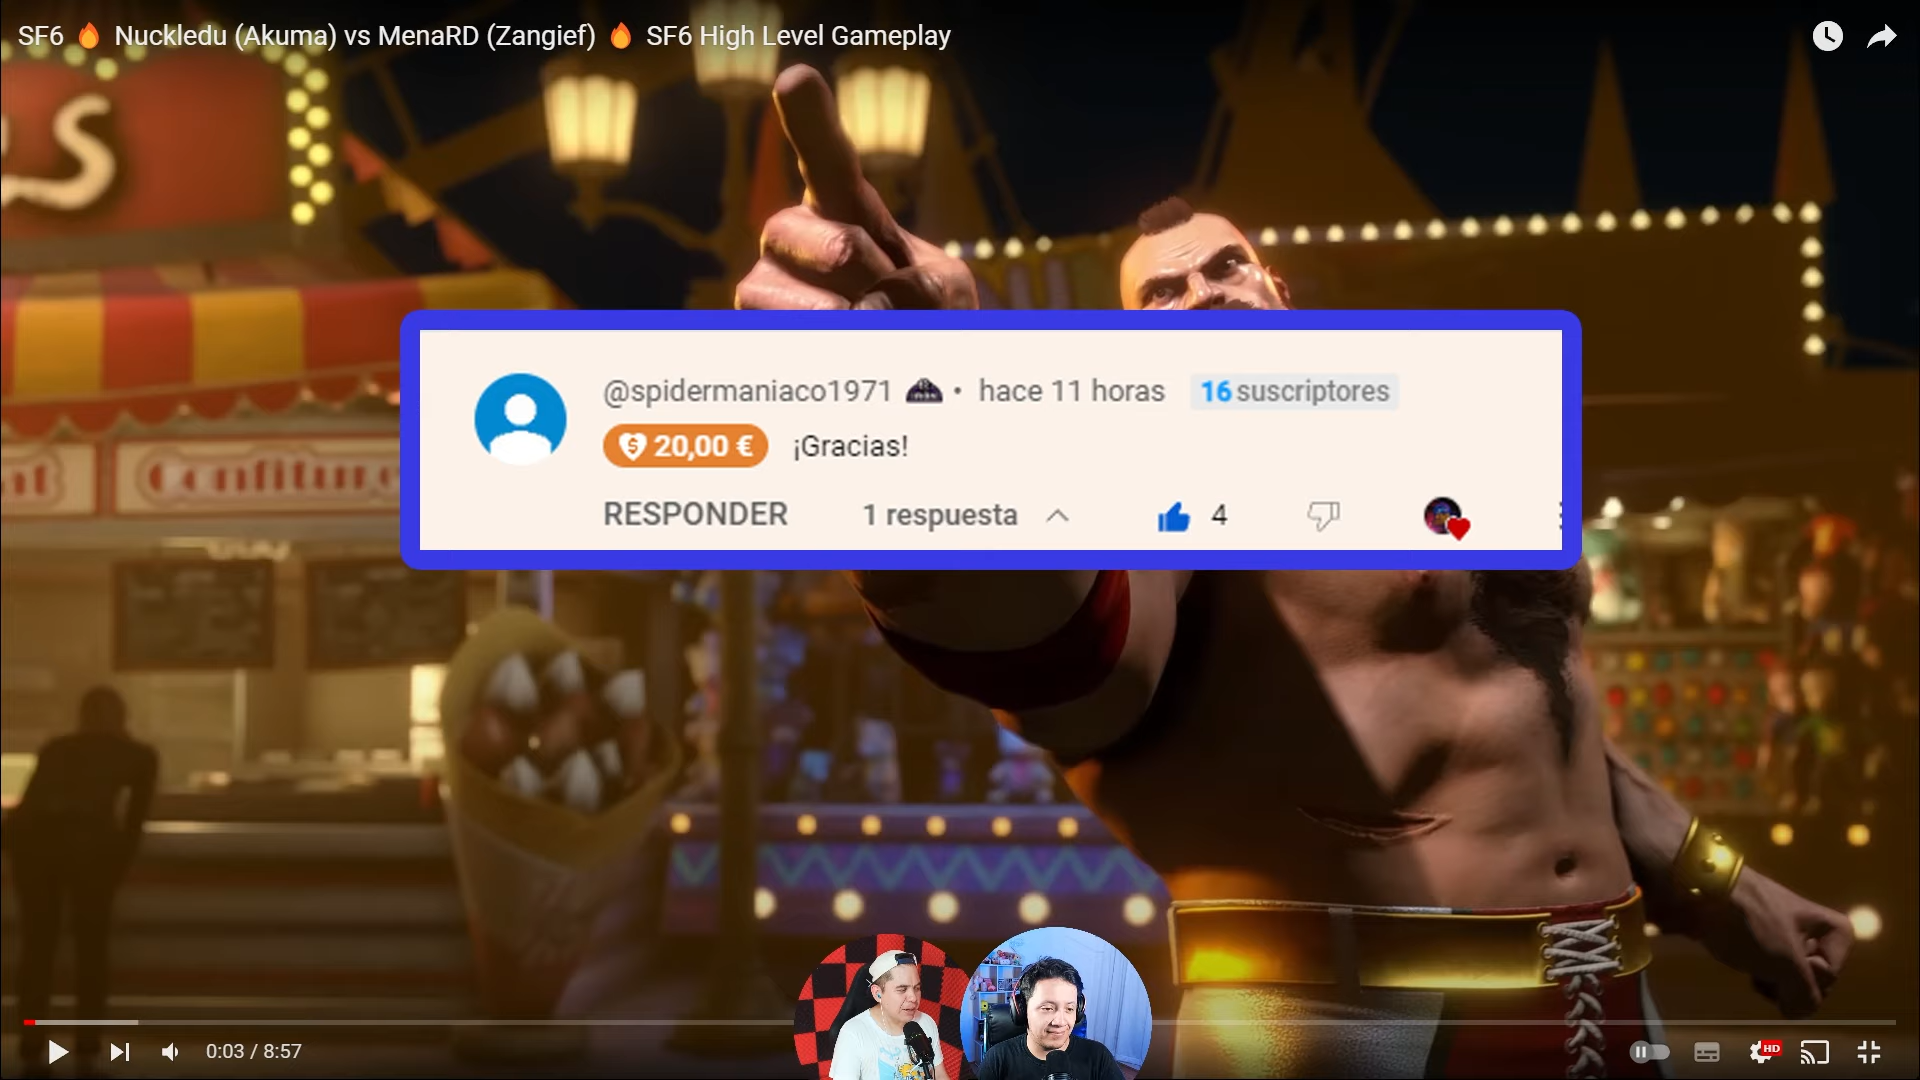 SF6 🔥 Nuckledu (Akuma) vs MenaRD (Zangief) 🔥 SF6 High Level Gameplay
@spidermaniaco1971 • hace 11 horas 16 suscriptores
20,00 € ¡Gracias!
RESPONDER 1 respuesta 4
0:03 / 8:57
HD